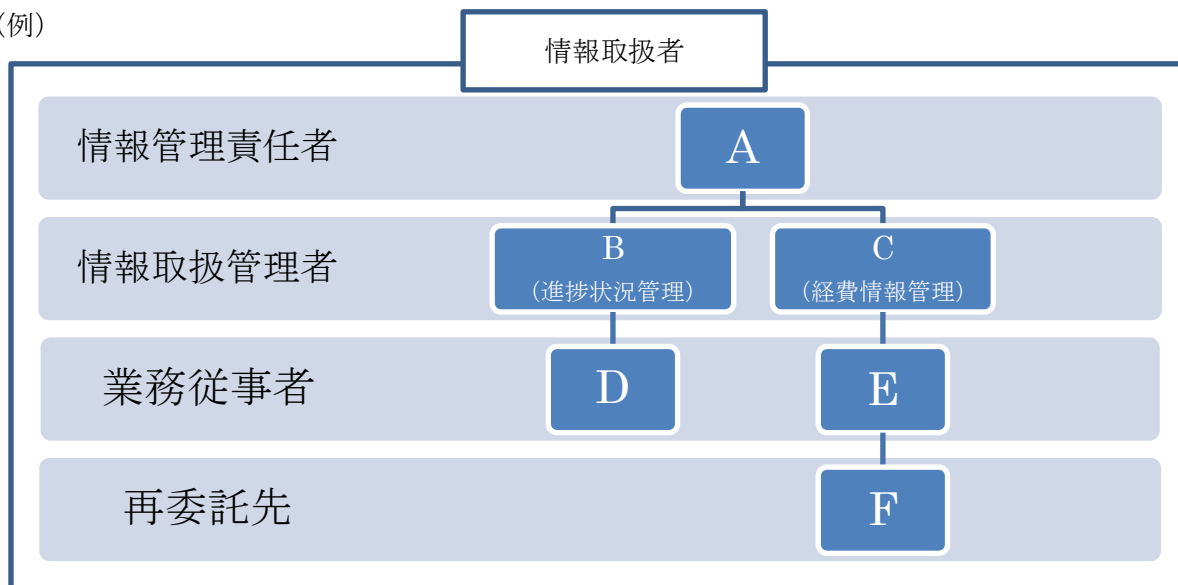 （例）
情報取扱者
情報管理責任者
A
情報取扱管理者
B
（進捗状況管理）
C
（経費情報管理）
業務従事者
D
E
再委託先
F